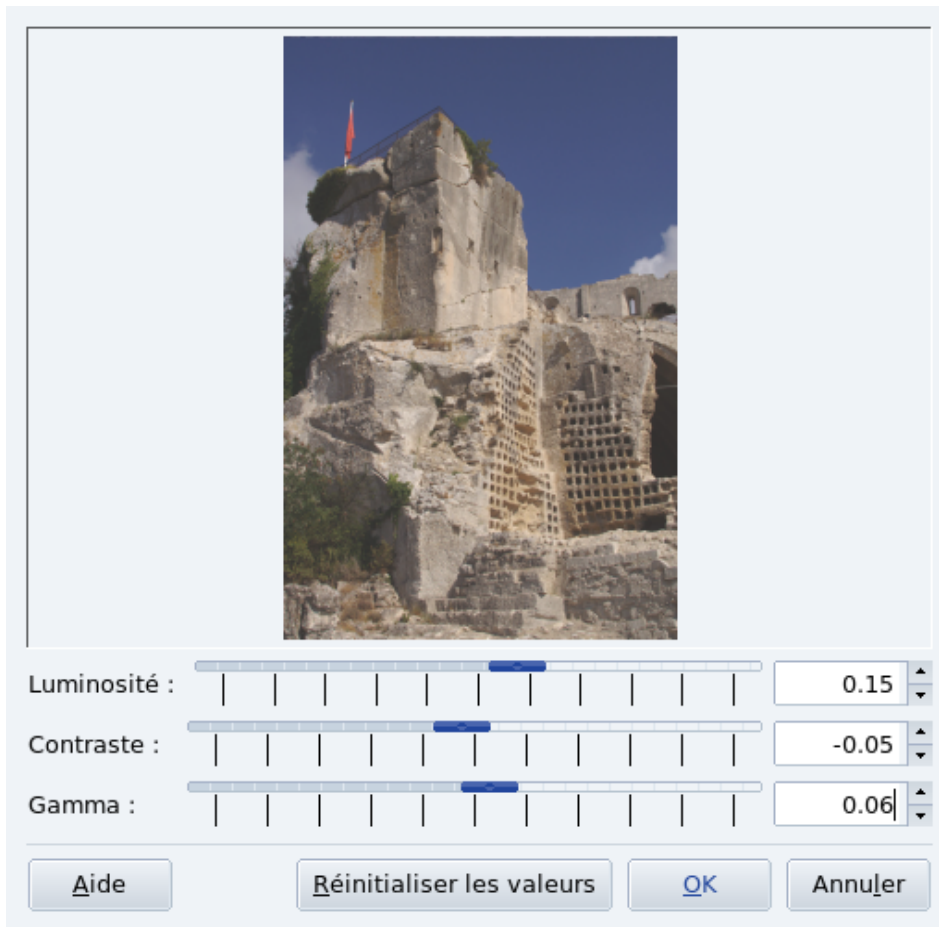 Luminosité : 0.15
Contraste : -0.05
Gamma : 0.06
Aide Réinitialiser les valeurs OK Annuler